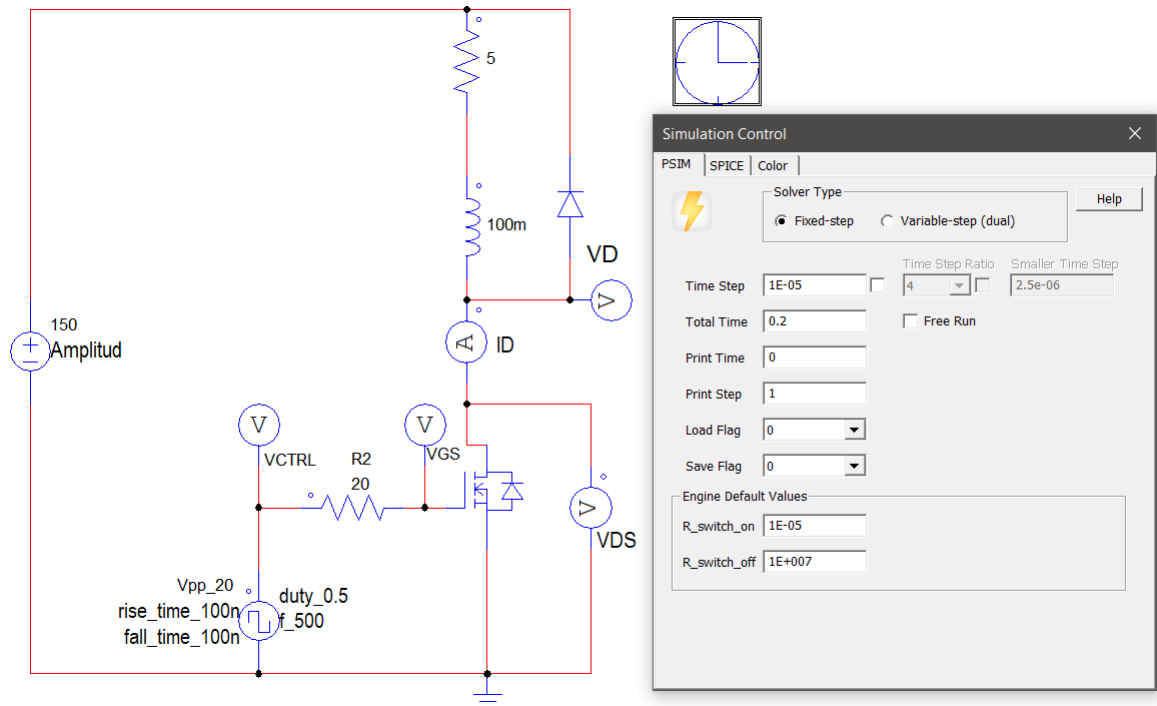 5
100m
VD
V
150
+
Amplitud
A
ID
V
VCTRL
V
VGS
R2
20
V
VDS
Vpp_20
rise_time_100n
fall_time_100n
duty_0.5
f_500
Simulation Control
PSIM
SPICE
Color
Solver Type
Fixed-step
Variable-step (dual)
Help
Time Step Ratio
Smaller Time Step
Time Step
1E-05
4
2.5e-06
Total Time
0.2
Free Run
Print Time
0
Print Step
1
Load Flag
0
Save Flag
0
Engine Default Values
R_switch_on
1E-05
R_switch_off
1E+007